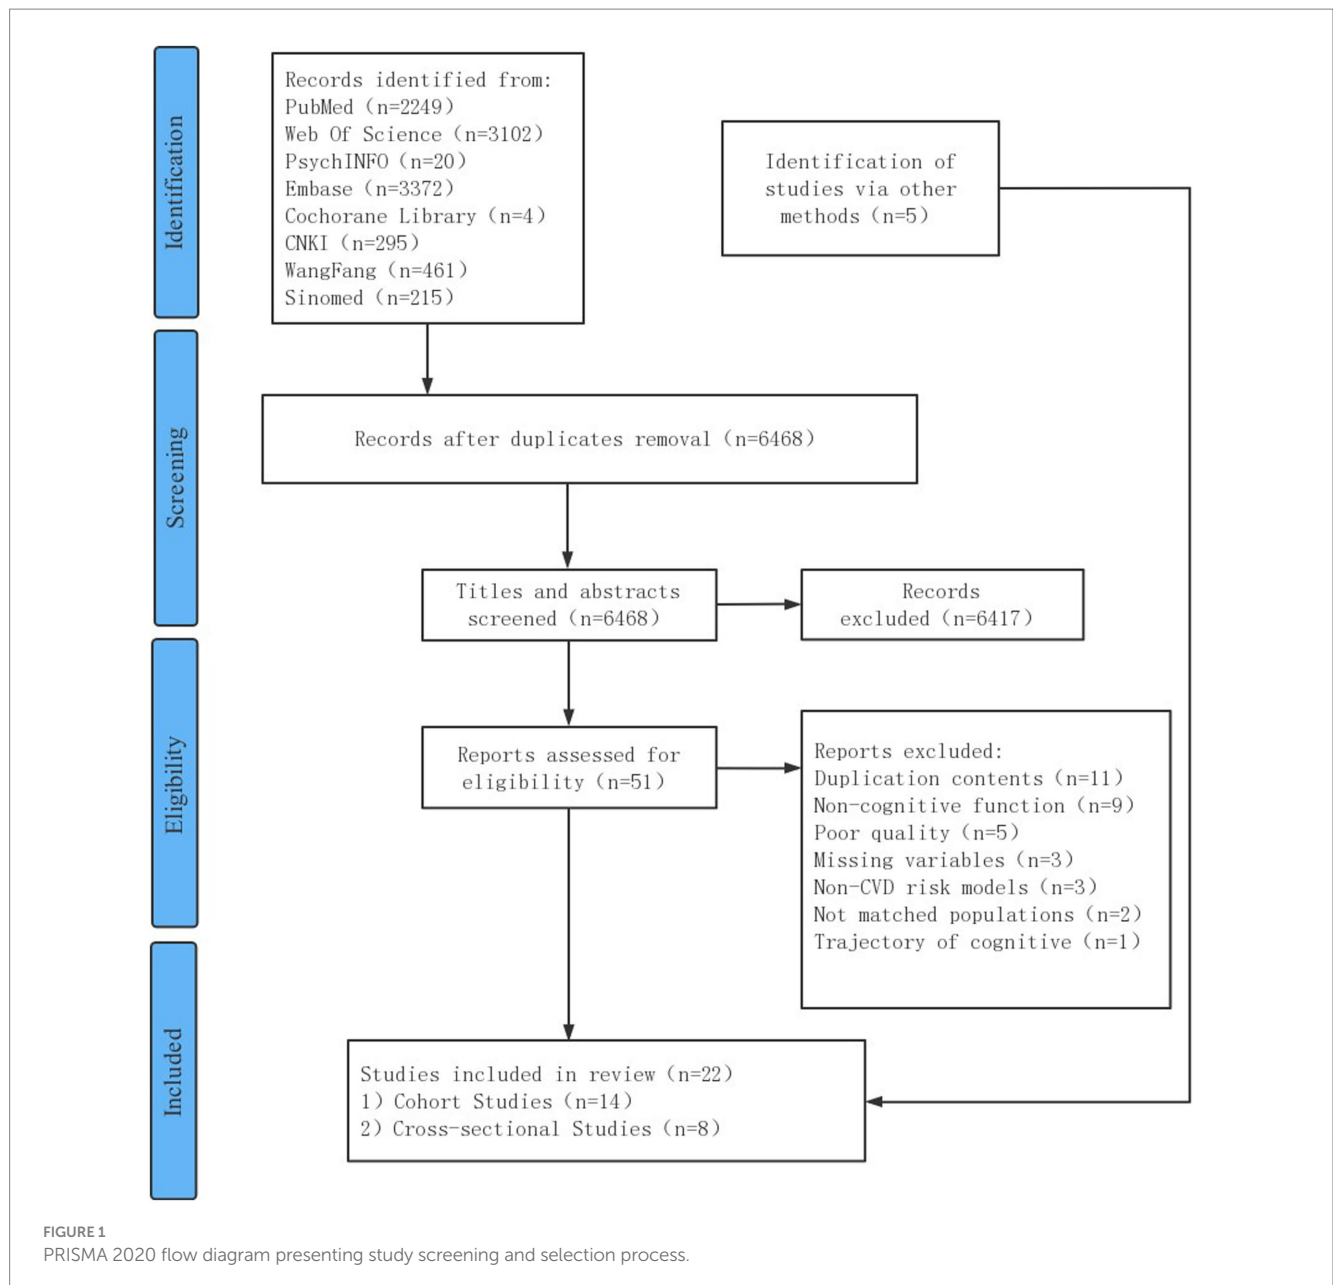 Identification
Records identified from:
PubMed (n=2249)
Web Of Science (n=3102)
PsychINFO (n=20)
Embase (n=3372)
Cochorane Library (n=4)
CNKI (n=295)
WangFang (n=461)
Sinomed (n=215)
Identification of
studies via other
methods (n=5)
Screening
Records after duplicates removal (n=6468)
Titles and abstracts
screened (n=6468)
Records
excluded (n=6417)
Eligibility
Reports assessed for
eligibility (n=51)
Reports excluded:
Duplication contents (n=11)
Non-cognitive function (n=9)
Poor quality (n=5)
Missing variables (n=3)
Non-CVD risk models (n=3)
Not matched populations (n=2)
Trajectory of cognitive (n=1)
Included
Studies included in review (n=22)
1) Cohort Studies (n=14)
2) Cross-sectional Studies (n=8)
FIGURE 1
PRISMA 2020 flow diagram presenting study screening and selection process.